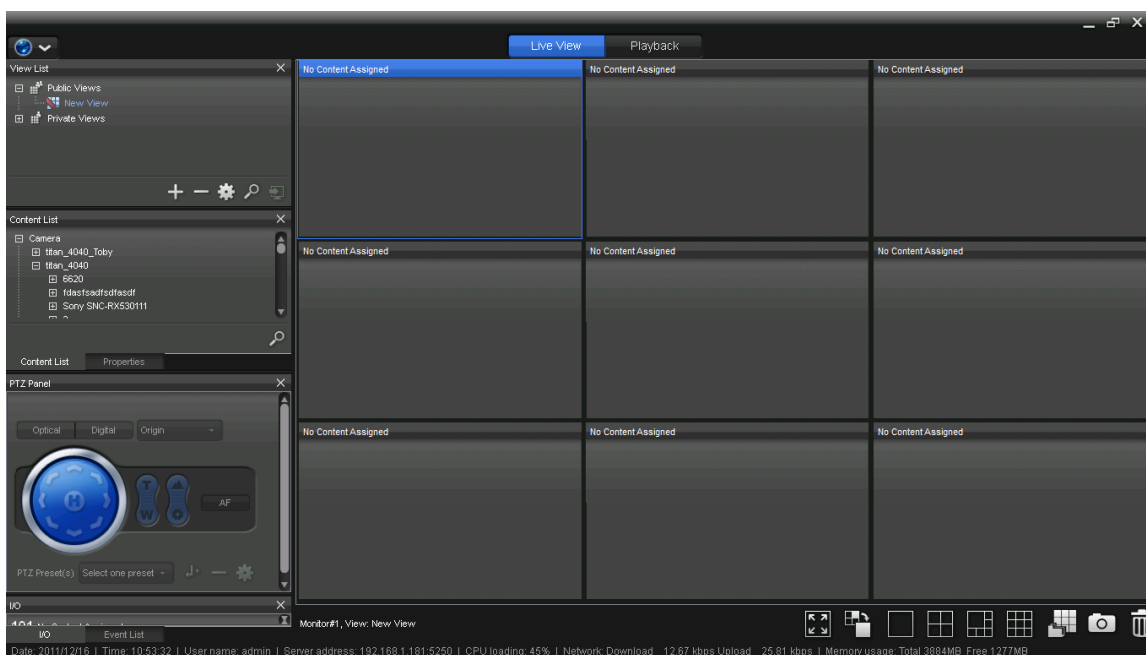 Live View
Playback
View List
Public Views
New View
Private Views
Content List
Camera
titan_4040_Toby
titan_4040
6620
fdasfsadfsdfasdf
Sony SNC-RX530111
Content List
Properties
PTZ Panel
Optical
Digital
Origin
T
W
H
AF
PTZ Preset(s)
Select one preset
I/O
I/O
Event List
No Content Assigned
No Content Assigned
No Content Assigned
No Content Assigned
No Content Assigned
No Content Assigned
No Content Assigned
No Content Assigned
No Content Assigned
Monitor#1, View: New View
Date: 2011/12/16 | Time: 10:53:32 | User name: admin | Server address: 192.168.1.181:5250 | CPU loading: 45% | Network: Download 12.67 kbps Upload 25.81 kbps | Memory usage: Total 3884MB Free 1277MB